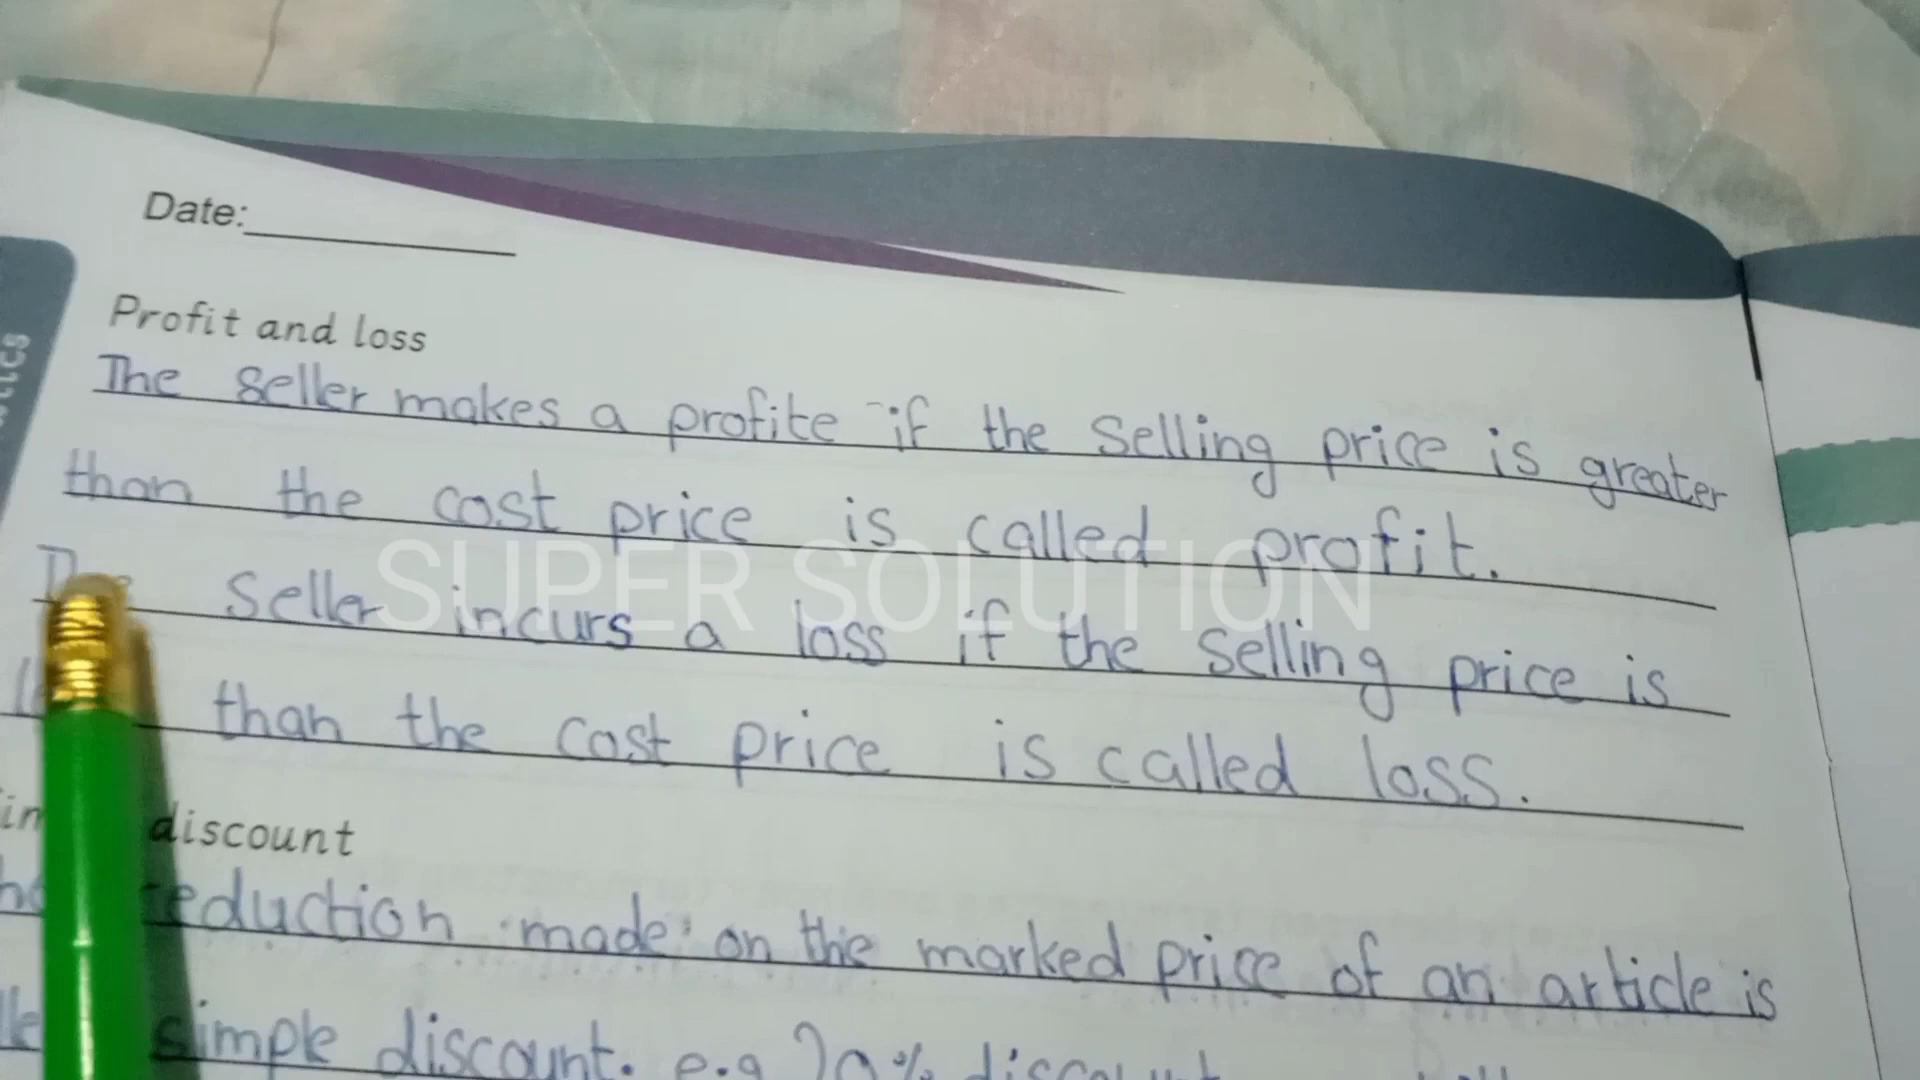 Date:
Profit and loss
The seller makes a profite if the selling price is greater
than the cost price is called profit.
seller incurs a loss if the selling price is
than the cost price is called loss.
discount
reduction made on the marked price of an article is
simple discount. e.g 20% discount
SUPER SOLUTION